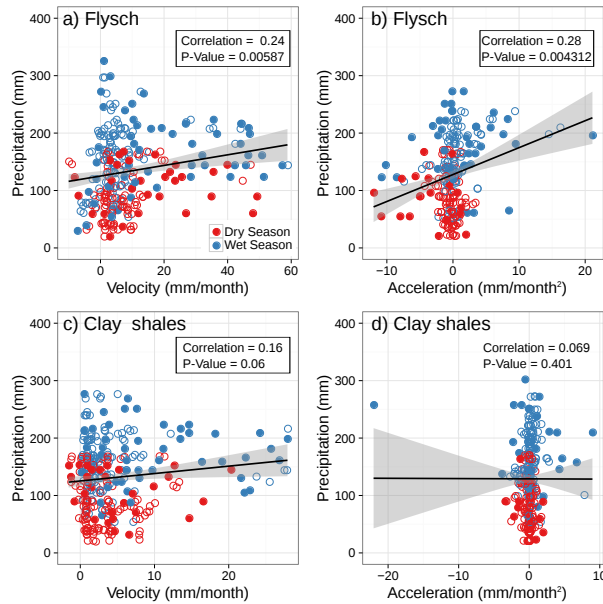 a) Flysch
Correlation = 0.24
P-Value = 0.00587
Precipitation (mm)
400
300
200
100
0
Dry Season
Wet Season
0
20
40
60
Velocity (mm/month)
b) Flysch
Correlation = 0.28
P-Value = 0.004312
Precipitation (mm)
400
300
200
100
0
−10
0
10
20
Acceleration (mm/month²)
c) Clay shales
Correlation = 0.16
P-Value = 0.06
Precipitation (mm)
400
300
200
100
0
0
10
20
Velocity (mm/month)
d) Clay shales
Correlation = 0.069
P-Value = 0.401
Precipitation (mm)
400
300
200
100
0
−20
−10
0
10
Acceleration (mm/month²)